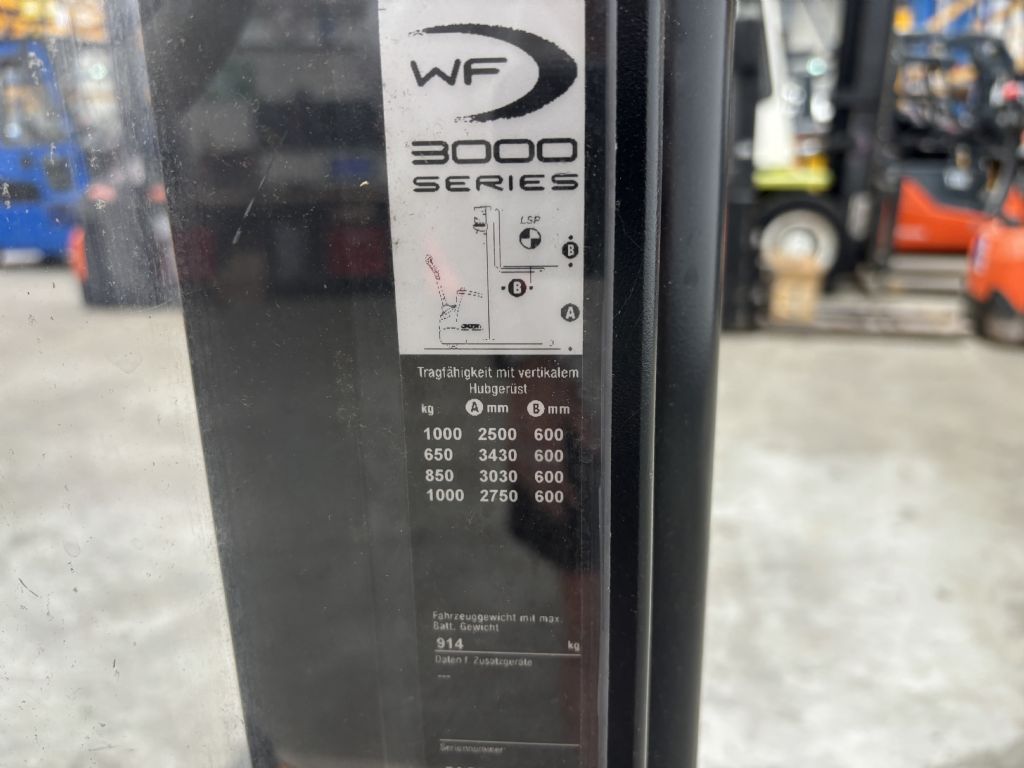 WF
3000
SERIES
LSP
B
B
A
Tragfähigkeit mit vertikalem
Hubgerüst
kg A mm B mm
1000 2500 600
650 3430 600
850 3030 600
1000 2750 600
Fahrzeuggewicht mit max.
Batt. Gewicht
914 kg
Daten f. Zusatzgeräte
---
Seriennummer